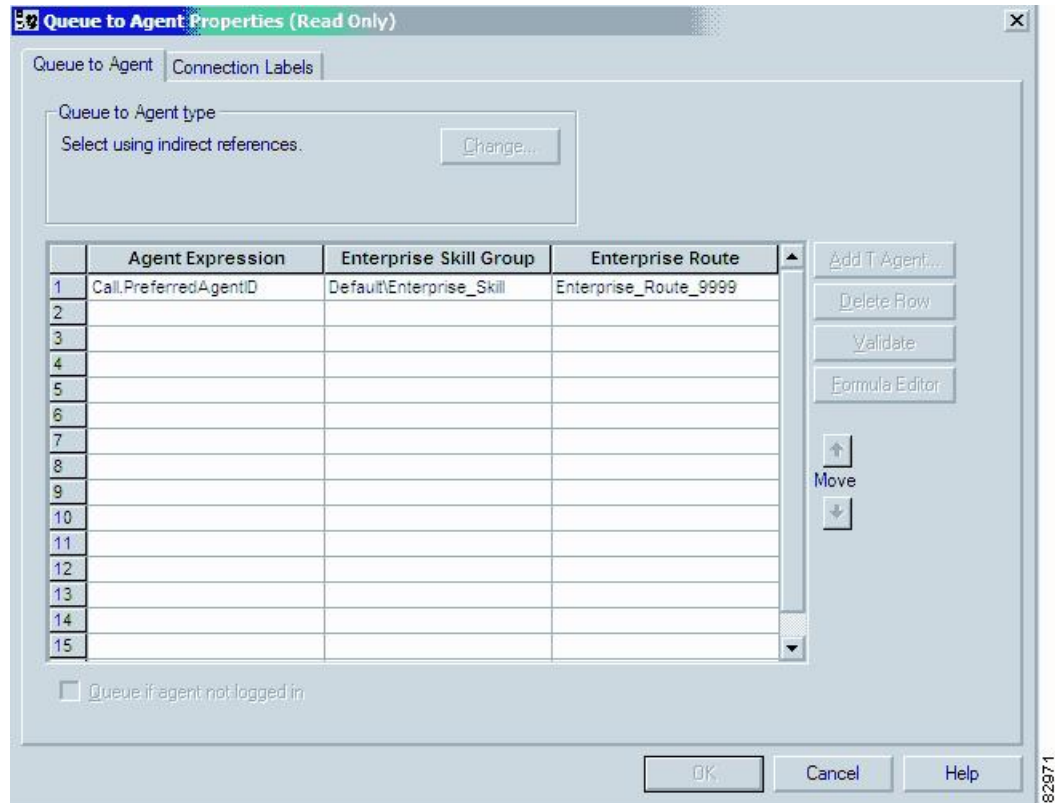 Queue to Agent Properties (Read Only)
Queue to Agent
Connection Labels
Queue to Agent type
Select using indirect references.
Change...
Agent Expression Enterprise Skill Group Enterprise Route
1 Call.PreferredAgentID Default\Enterprise_Skill Enterprise_Route_9999
2
3
4
5
6
7
8
9
10
11
12
13
14
15
Add T Agent...
Delete Row
Validate
Formula Editor
Move
Queue if agent not logged in
OK
Cancel
Help
82971